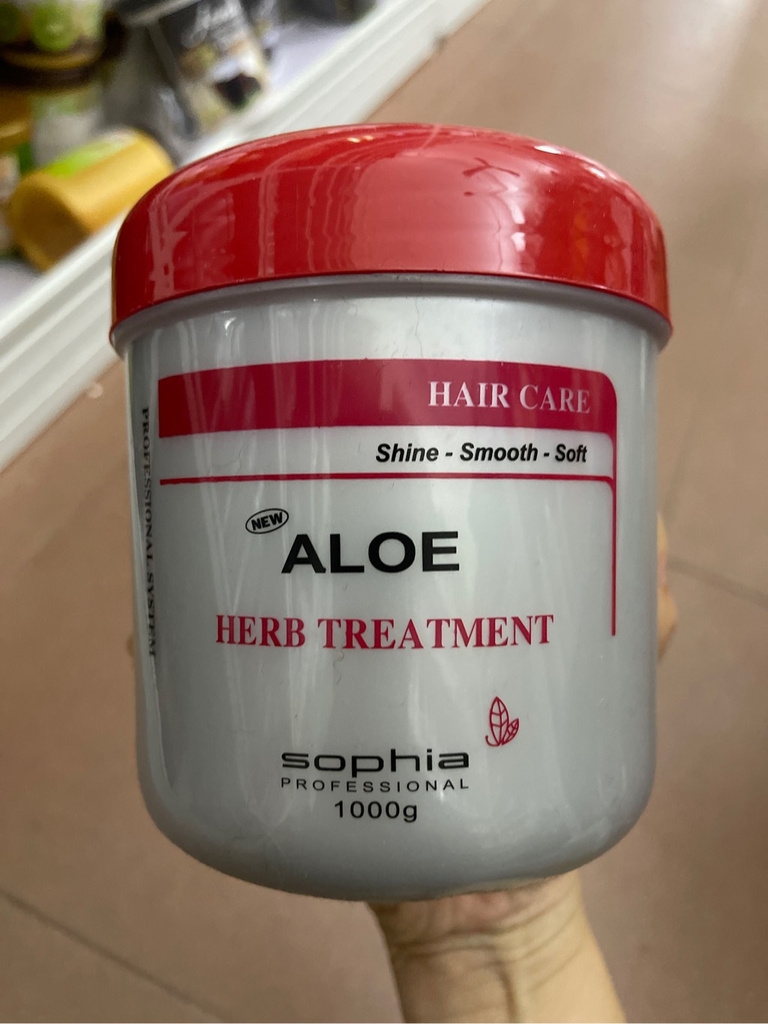 HAIR CARE
Shine - Smooth - Soft
NEW
ALOE
HERB TREATMENT
sophia
PROFESSIONAL
1000g
PROFESSIONAL SYSTEM